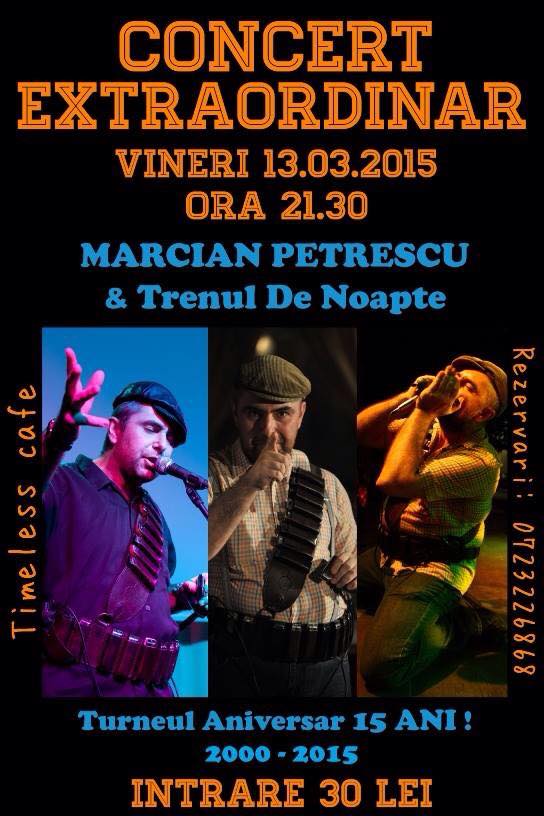 CONCERT
EXTRAORDINAR
VINERI 13.03.2015
ORA 21.30
MARCIAN PETRESCU
& Trenul De Noapte
Timeless cafe
Rezervari: 0723226868
Turneul Aniversar 15 ANI !
2000 - 2015
INTRARE 30 LEI